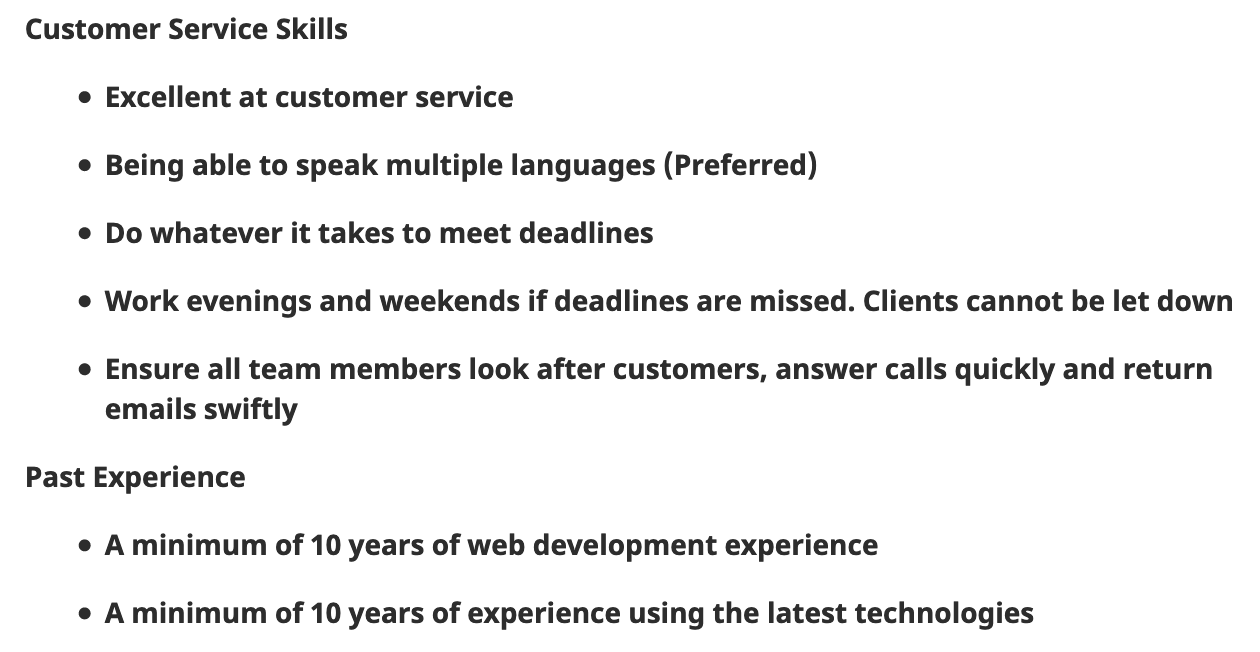 Customer Service Skills
• Excellent at customer service
• Being able to speak multiple languages (Preferred)
• Do whatever it takes to meet deadlines
• Work evenings and weekends if deadlines are missed. Clients cannot be let down
• Ensure all team members look after customers, answer calls quickly and return
emails swiftly
Past Experience
• A minimum of 10 years of web development experience
• A minimum of 10 years of experience using the latest technologies